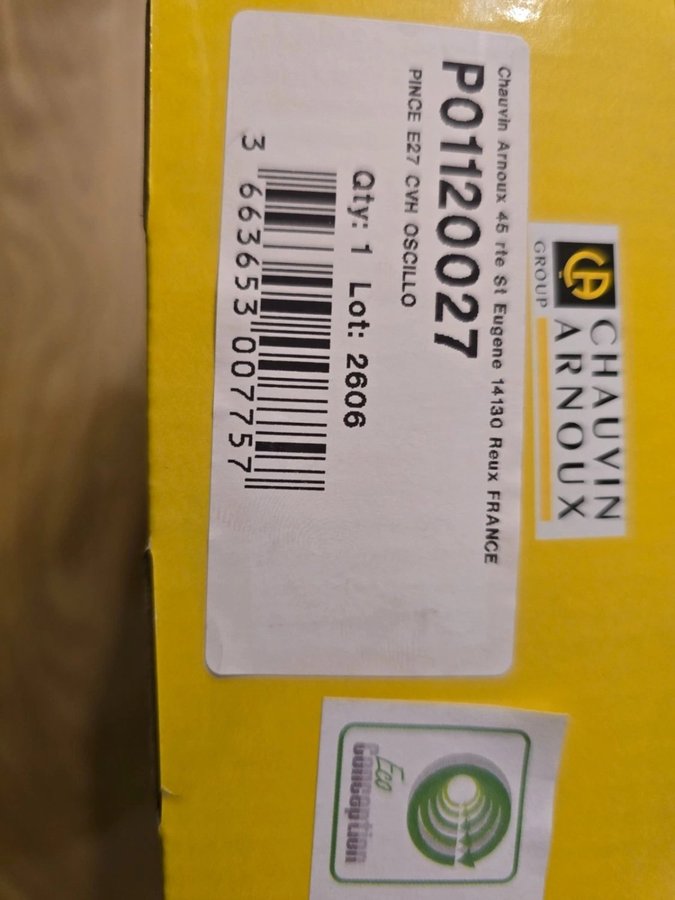 CHAUVIN
ARNOUX
GROUP
Chauvin Arnoux 45 rte St Eugene 14130 Reux FRANCE
P01120027
PINCE E27 CVH OSCILLO
Qty: 1 Lot: 2606
3 663653 007757
Eco
Conception